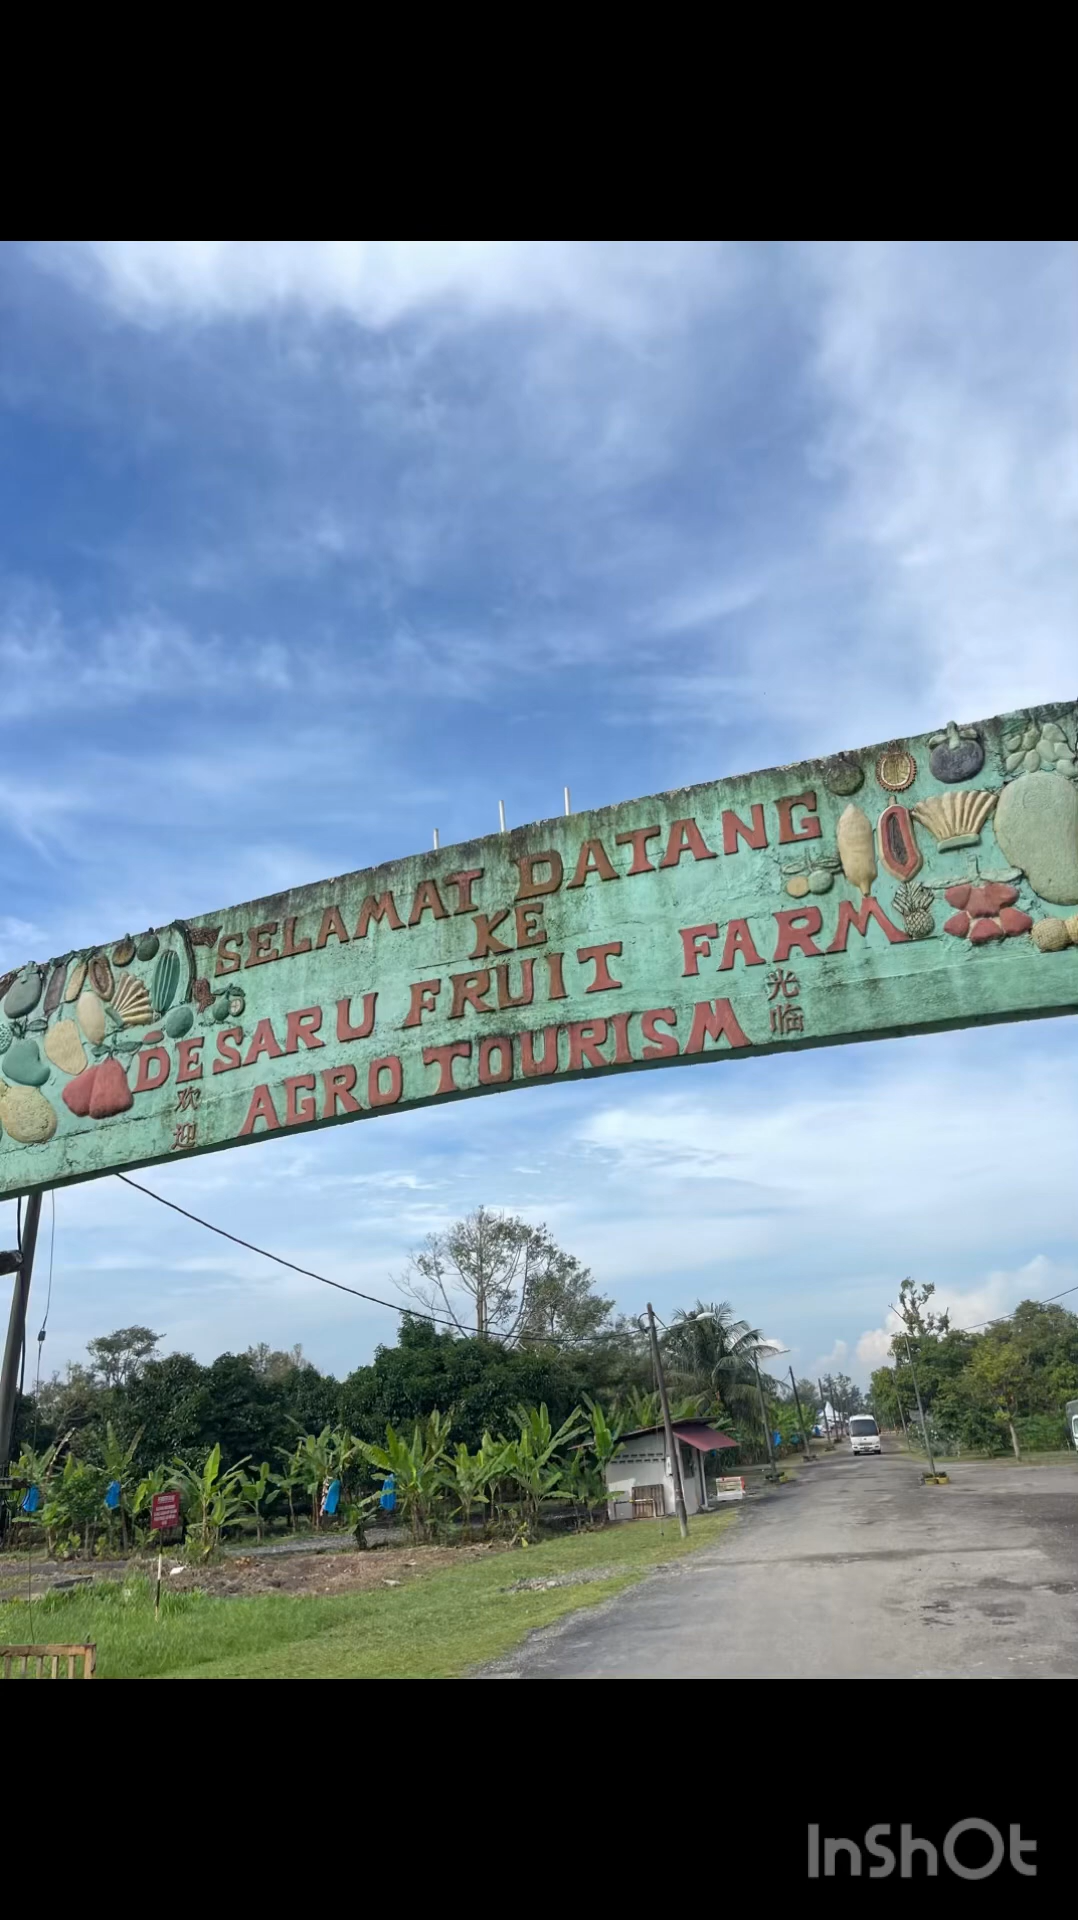 SELAMAT DATANG
KE
DESARU FRUIT FARM
AGRO TOURISM
欢迎
光临
InShOt